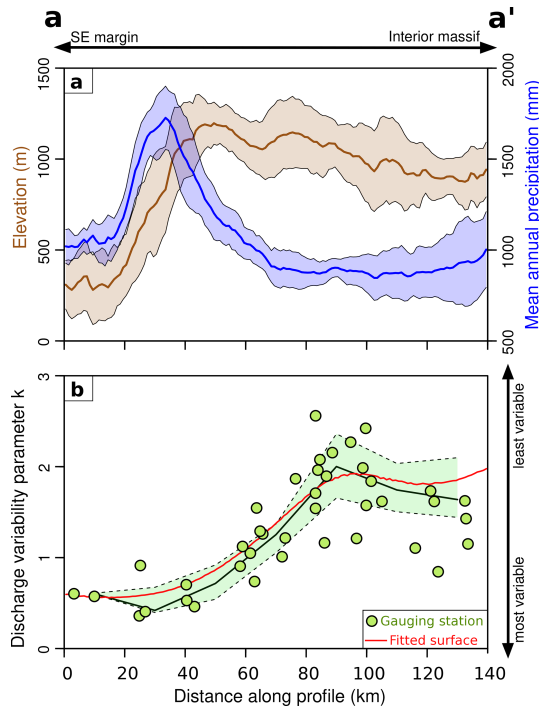 a a'
SE margin Interior massif
1500 a 2000
1000 1500
500 1000
0 500
Elevation (m)
Mean annual precipitation (mm)
3 b
2
1
0
Discharge variability parameter k
least variable
most variable
Gauging station
Fitted surface
0 20 40 60 80 100 120 140
Distance along profile (km)